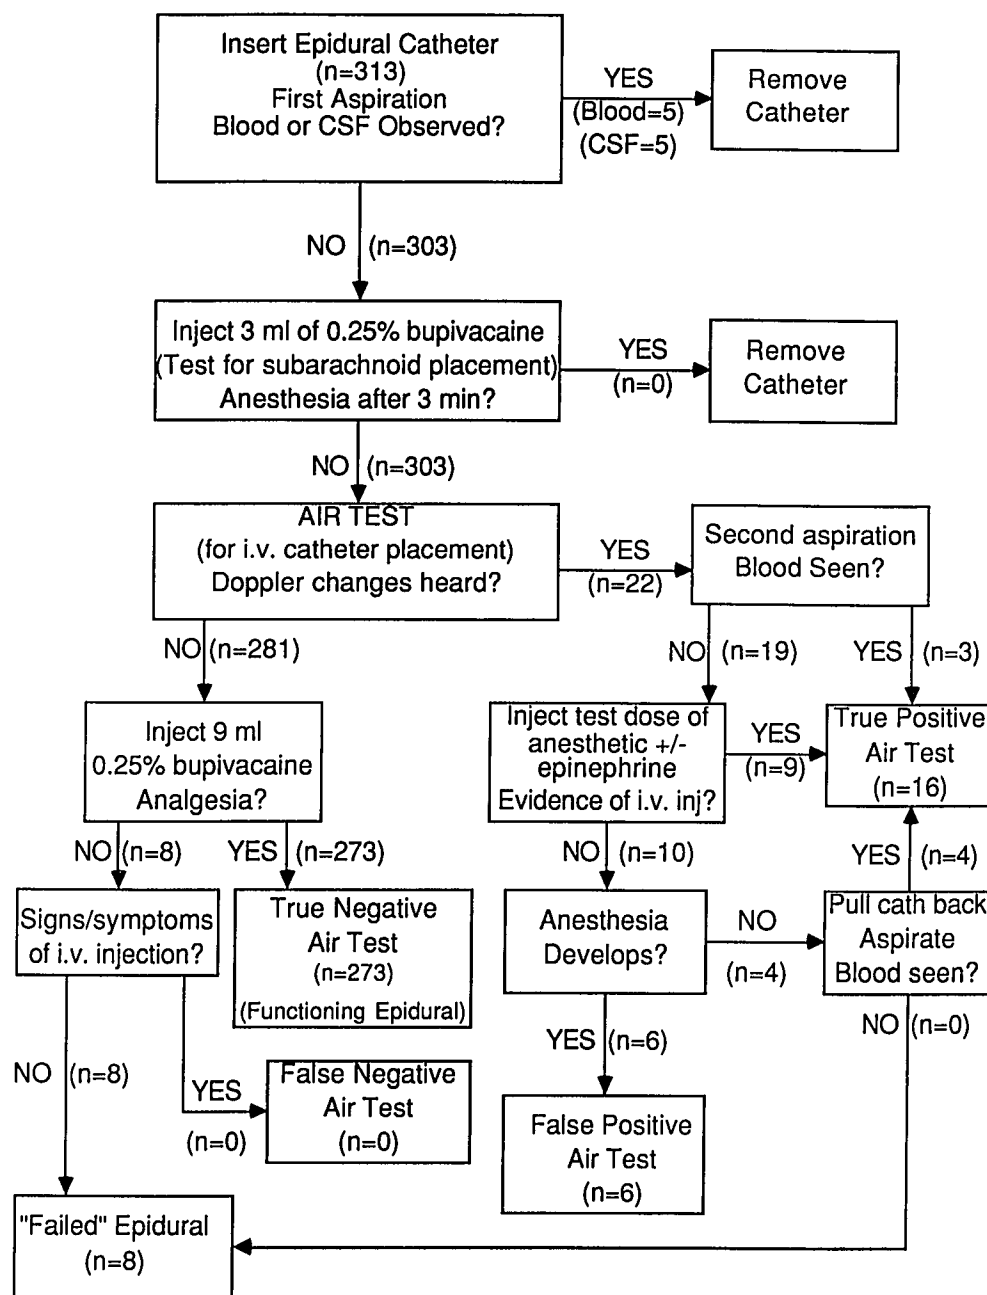 Insert Epidural Catheter
(n=313)
First Aspiration
Blood or CSF Observed?
YES
(Blood=5)
(CSF=5)
Remove
Catheter
NO (n=303)
Inject 3 ml of 0.25% bupivacaine
(Test for subarachnoid placement)
Anesthesia after 3 min?
YES
(n=0)
Remove
Catheter
NO (n=303)
AIR TEST
(for i.v. catheter placement)
Doppler changes heard?
YES
(n=22)
Second aspiration
Blood Seen?
NO (n=281)
NO (n=19)
YES (n=3)
Inject 9 ml
0.25% bupivacaine
Analgesia?
Inject test dose of
anesthetic +/-
epinephrine
Evidence of i.v. inj?
YES
(n=9)
True Positive
Air Test
(n=16)
NO (n=8)
YES (n=273)
NO (n=10)
YES (n=4)
Signs/symptoms
of i.v. injection?
True Negative
Air Test
(n=273)
(Functioning Epidural)
Anesthesia
Develops?
NO
(n=4)
Pull cath back
Aspirate
Blood seen?
NO (n=8)
YES
(n=0)
False Negative
Air Test
(n=0)
YES (n=6)
NO (n=0)
False Positive
Air Test
(n=6)
"Failed" Epidural
(n=8)